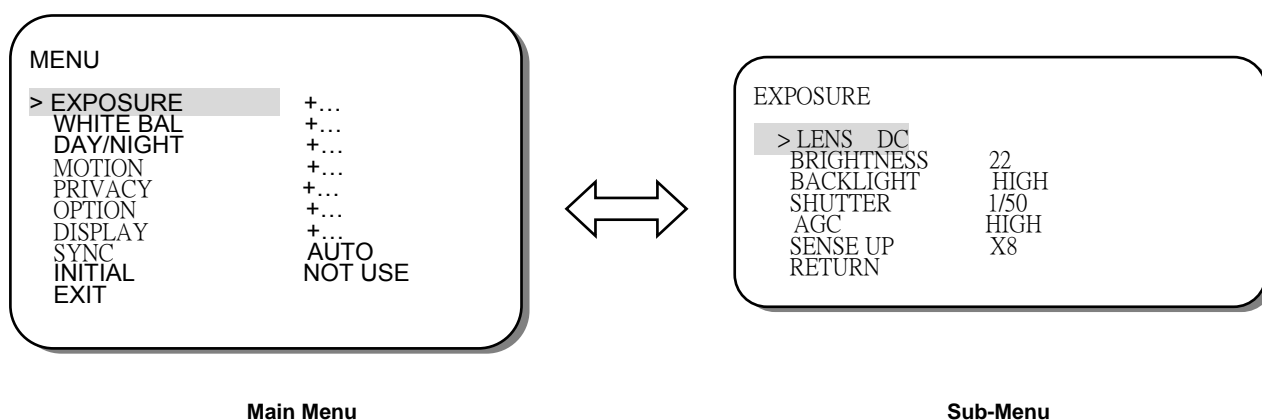 MENU
> EXPOSURE +…
WHITE BAL +…
DAY/NIGHT +…
MOTION +…
PRIVACY +…
OPTION +…
DISPLAY +…
SYNC AUTO
INITIAL NOT USE
EXIT
Main Menu
EXPOSURE
> LENS DC
BRIGHTNESS 22
BACKLIGHT HIGH
SHUTTER 1/50
AGC HIGH
SENSE UP X8
RETURN
Sub-Menu